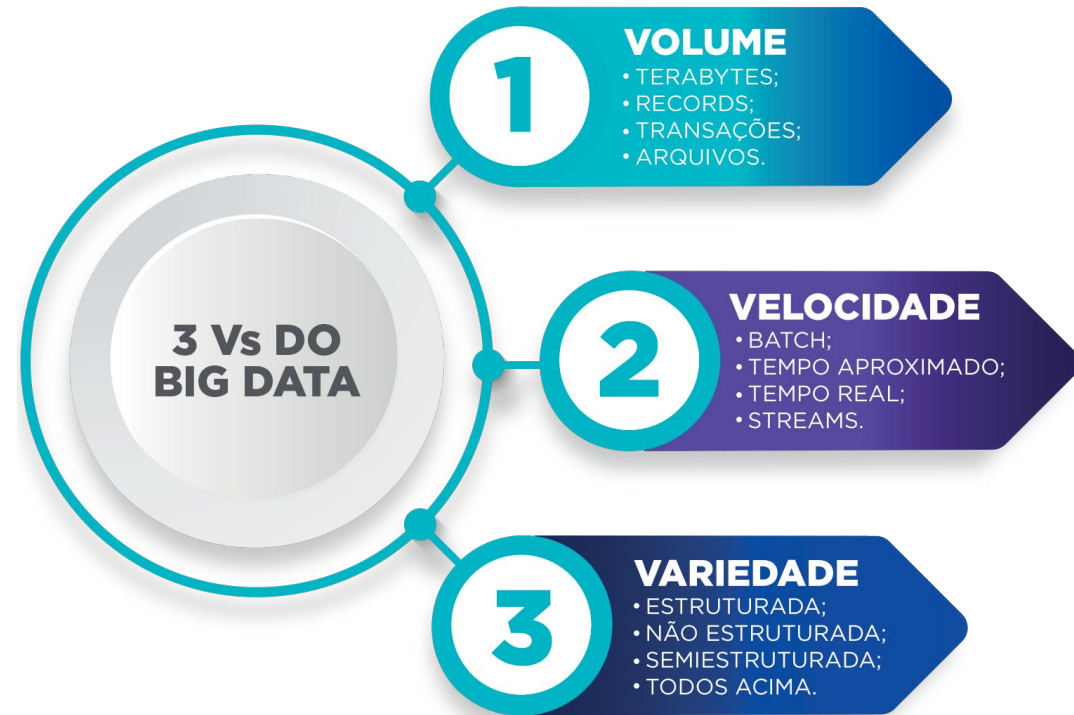 3 Vs DO
BIG DATA
1
VOLUME
• TERABYTES;
• RECORDS;
• TRANSAÇÕES;
• ARQUIVOS.
2
VELOCIDADE
• BATCH;
• TEMPO APROXIMADO;
• TEMPO REAL;
• STREAMS.
3
VARIEDADE
• ESTRUTURADA;
• NÃO ESTRUTURADA;
• SEMIESTRUTURADA;
• TODOS ACIMA.